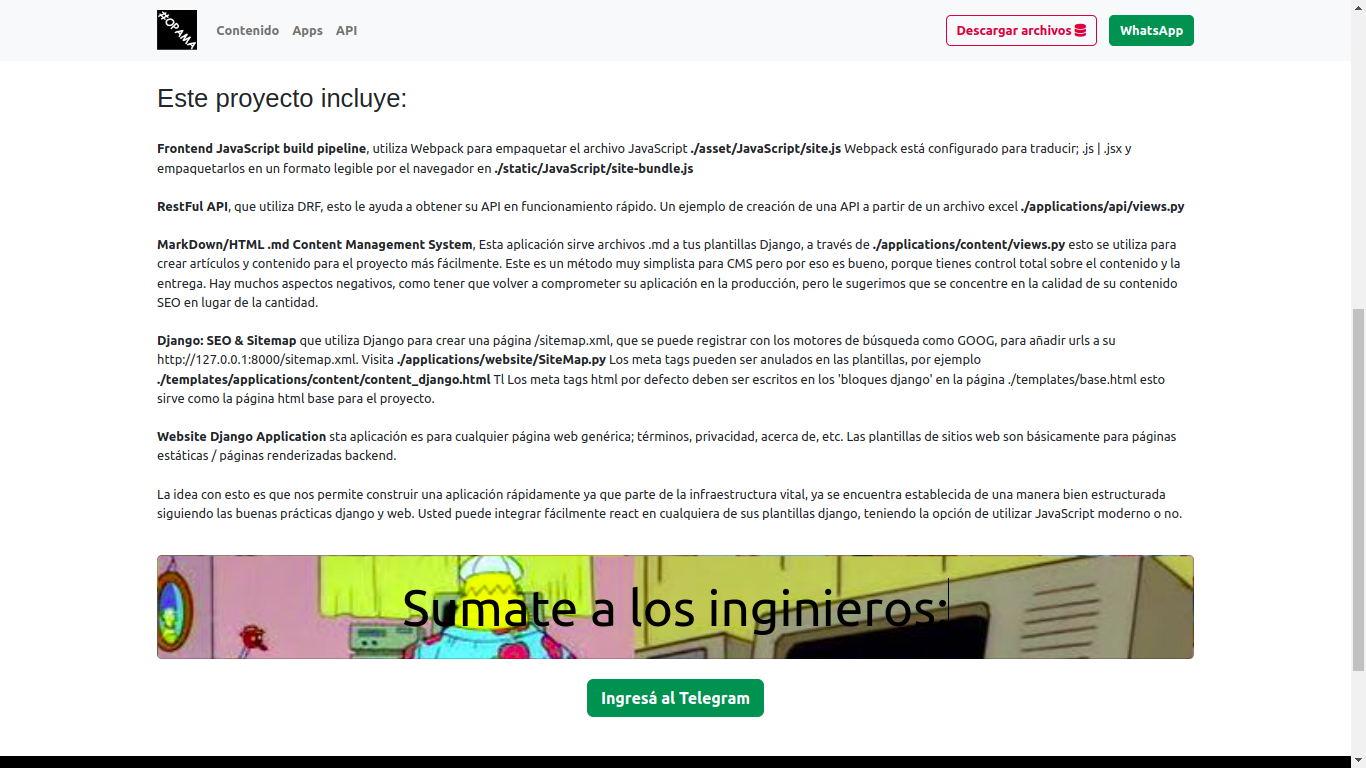 #OPAMA
Contenido Apps API
Descargar archivos
WhatsApp
Este proyecto incluye:
Frontend JavaScript build pipeline, utiliza Webpack para empaquetar el archivo JavaScript ./asset/JavaScript/site.js Webpack está configurado para traducir; .js | .jsx y
empaquetarlos en un formato legible por el navegador en ./static/JavaScript/site-bundle.js
RestFul API, que utiliza DRF, esto le ayuda a obtener su API en funcionamiento rápido. Un ejemplo de creación de una API a partir de un archivo excel ./applications/api/views.py
MarkDown/HTML .md Content Management System, Esta aplicación sirve archivos .md a tus plantillas Django, a través de ./applications/content/views.py esto se utiliza para
crear artículos y contenido para el proyecto más fácilmente. Este es un método muy simplista para CMS pero por eso es bueno, porque tienes control total sobre el contenido y la
entrega. Hay muchos aspectos negativos, como tener que volver a comprometer su aplicación en la producción, pero le sugerimos que se concentre en la calidad de su contenido
SEO en lugar de la cantidad.
Django: SEO & Sitemap que utiliza Django para crear una página /sitemap.xml, que se puede registrar con los motores de búsqueda como GOOG, para añadir urls a su
http://127.0.0.1:8000/sitemap.xml. Visita ./applications/website/SiteMap.py Los meta tags pueden ser anulados en las plantillas, por ejemplo
./templates/applications/content/content_django.html Tl Los meta tags html por defecto deben ser escritos en los 'bloques django' en la página ./templates/base.html esto
sirve como la página html base para el proyecto.
Website Django Application sta aplicación es para cualquier página web genérica; términos, privacidad, acerca de, etc. Las plantillas de sitios web son básicamente para páginas
estáticas / páginas renderizadas backend.
La idea con esto es que nos permite construir una aplicación rápidamente ya que parte de la infraestructura vital, ya se encuentra establecida de una manera bien estructurada
siguiendo las buenas prácticas django y web. Usted puede integrar fácilmente react en cualquiera de sus plantillas django, teniendo la opción de utilizar JavaScript moderno o no.
Sumate a los inginieros:
Ingresá al Telegram